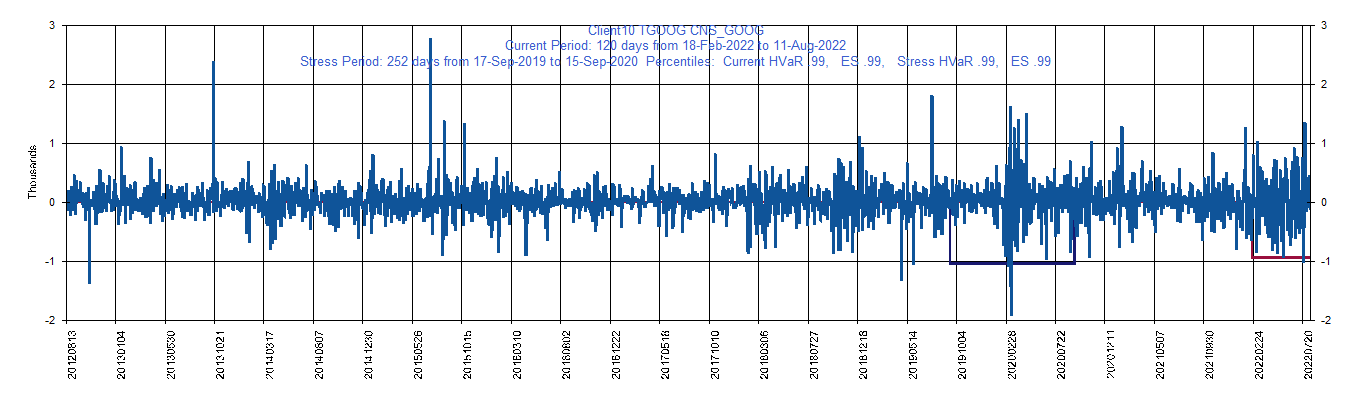 Client10 TGOOG CNS_GOOG
Current Period: 120 days from 18-Feb-2022 to 11-Aug-2022
Stress Period: 252 days from 17-Sep-2019 to 15-Sep-2020 Percentiles: Current HVaR .99, ES .99, Stress HVaR .99, ES .99
3 3
2 2
1 1
Thousands
0 0
-1 -1
-2 -2
20120813 20130104 20130530 20131021 20140317 20140807 20141230 20150526 20151015 20160310 20160802 20161222 20170518 20171010 20180306 20180727 20181218 20190514 20191004 20200228 20200722 20201211 20210507 20210930 20220224 20220720